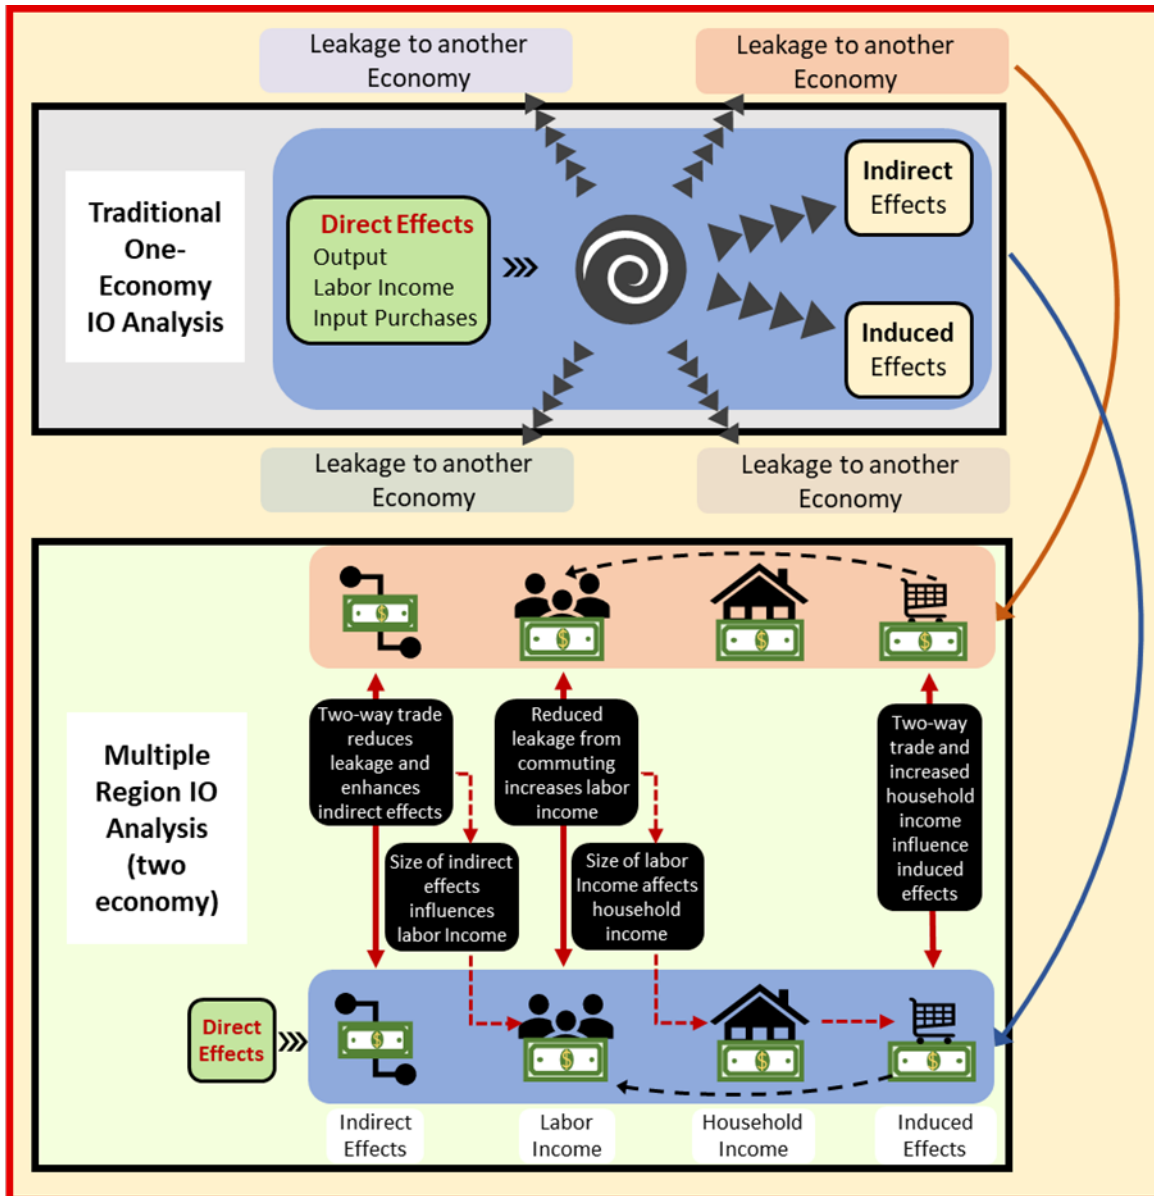 Leakage to another
Economy
Leakage to another
Economy
Traditional
One-
Economy
IO Analysis
Direct Effects
Output
Labor Income
Input Purchases
Indirect
Effects
Induced
Effects
Leakage to another
Economy
Leakage to another
Economy
Multiple
Region IO
Analysis
(two
economy)
$
$
$
$
Two-way trade
reduces
leakage and
enhances
indirect effects
Reduced
leakage from
commuting
increases labor
income
Two-way
trade and
increased
household
income
influence
induced
effects
Size of indirect
effects
influences
labor Income
Size of labor
Income affects
household
income
Direct
Effects
$
$
$
$
Indirect
Effects
Labor
Income
Household
Income
Induced
Effects